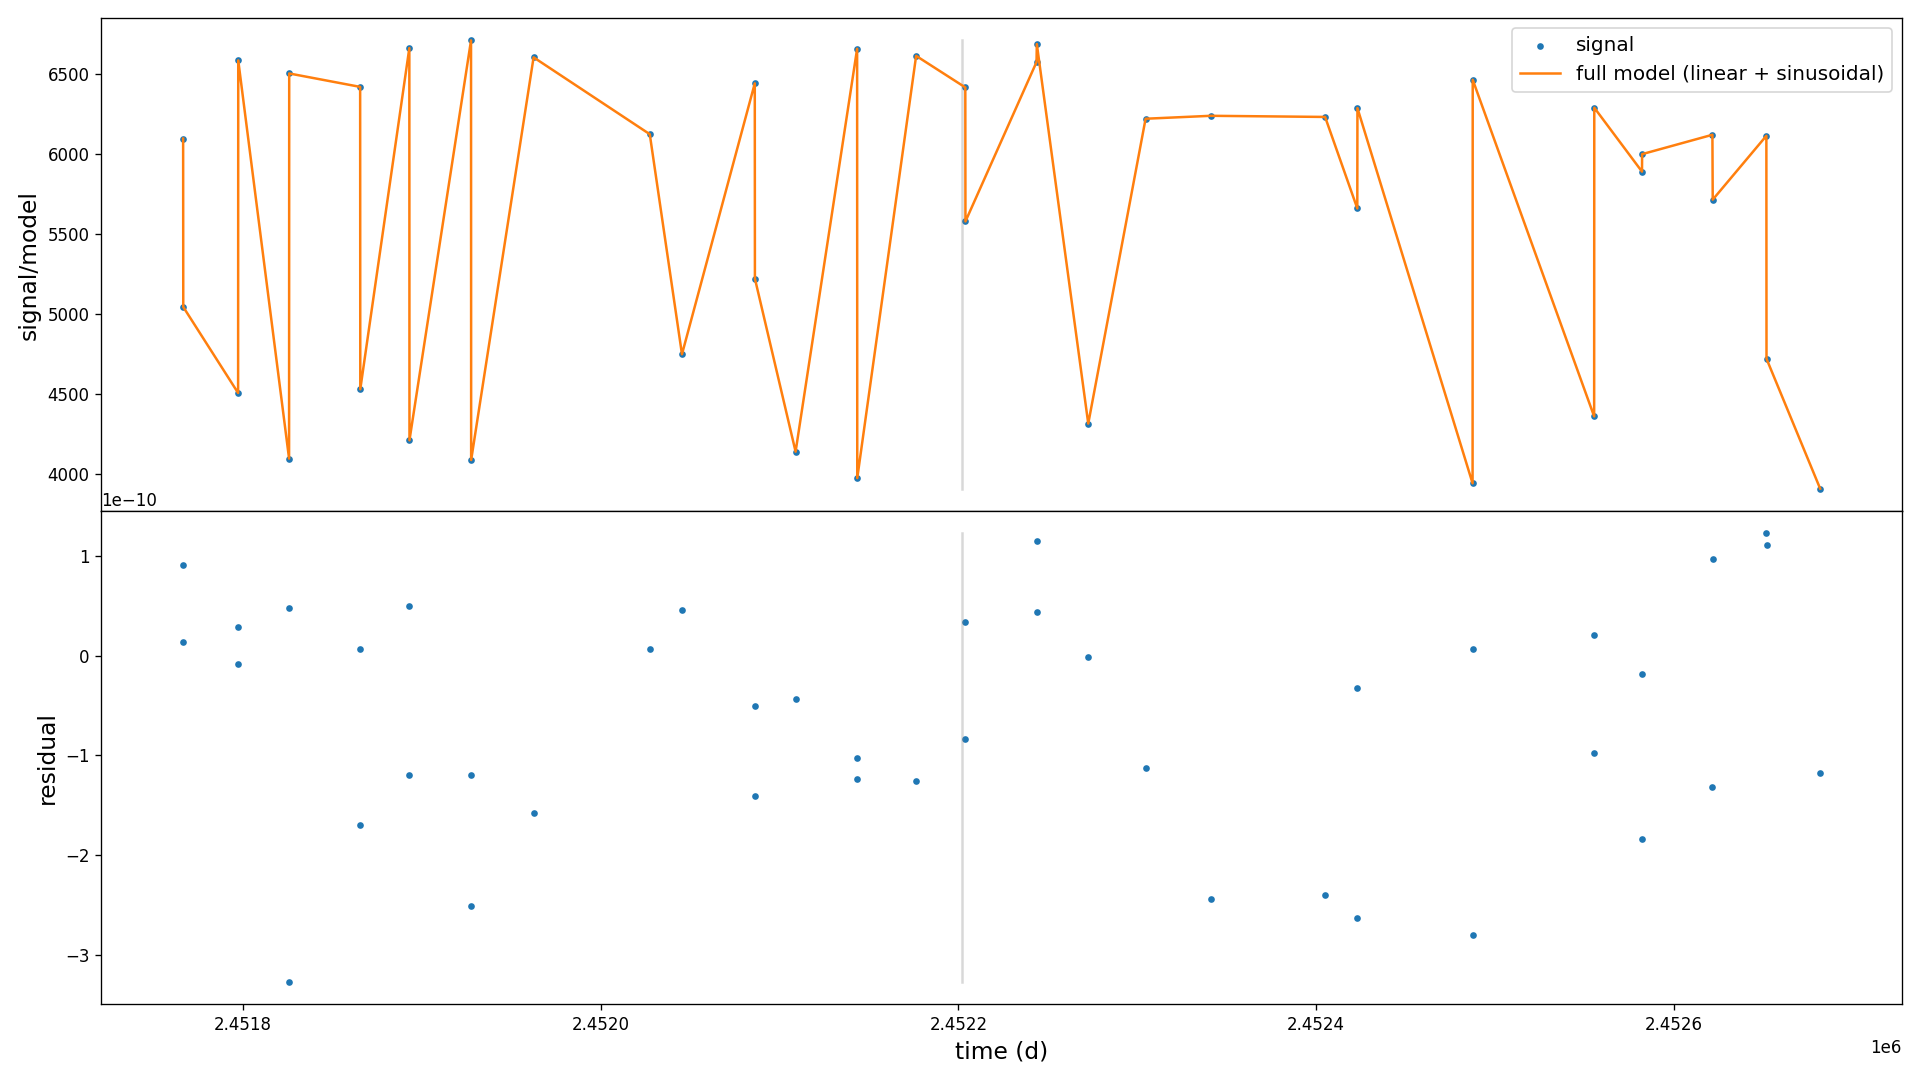 signal
full model (linear + sinusoidal)
signal/model
6500
6000
5500
5000
4500
4000
1e−10
residual
1
0
−1
−2
−3
2.4518
2.4520
2.4522
2.4524
2.4526
time (d)
1e6